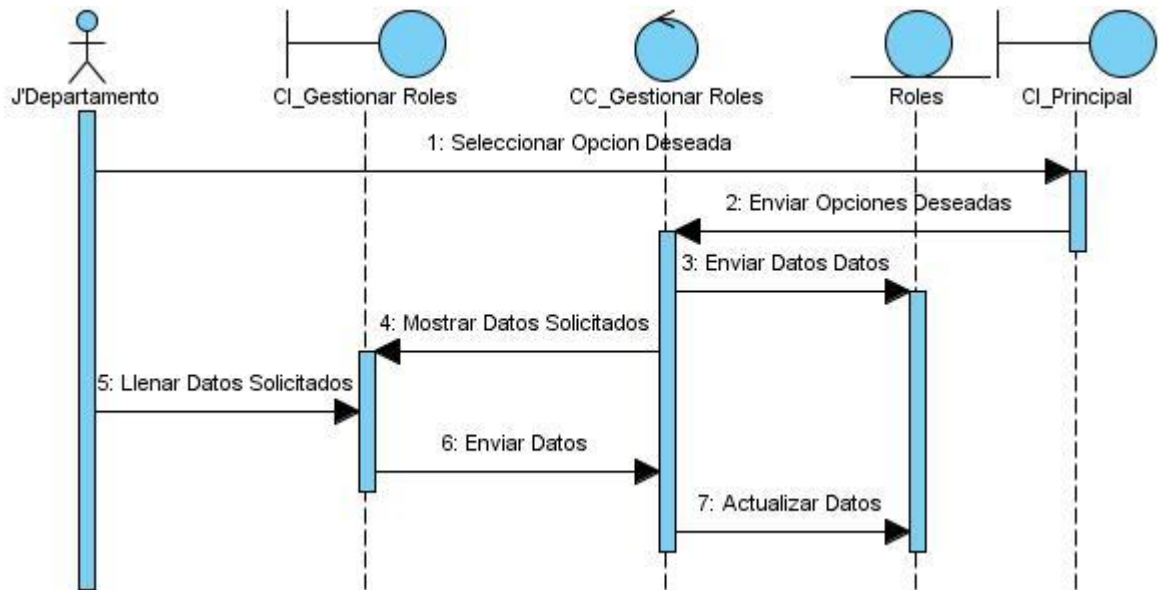 J'Departamento
CI_Gestionar Roles
CC_Gestionar Roles
Roles
CI_Principal
1: Seleccionar Opcion Deseada
2: Enviar Opciones Deseadas
3: Enviar Datos Datos
4: Mostrar Datos Solicitados
5: Llenar Datos Solicitados
6: Enviar Datos
7: Actualizar Datos